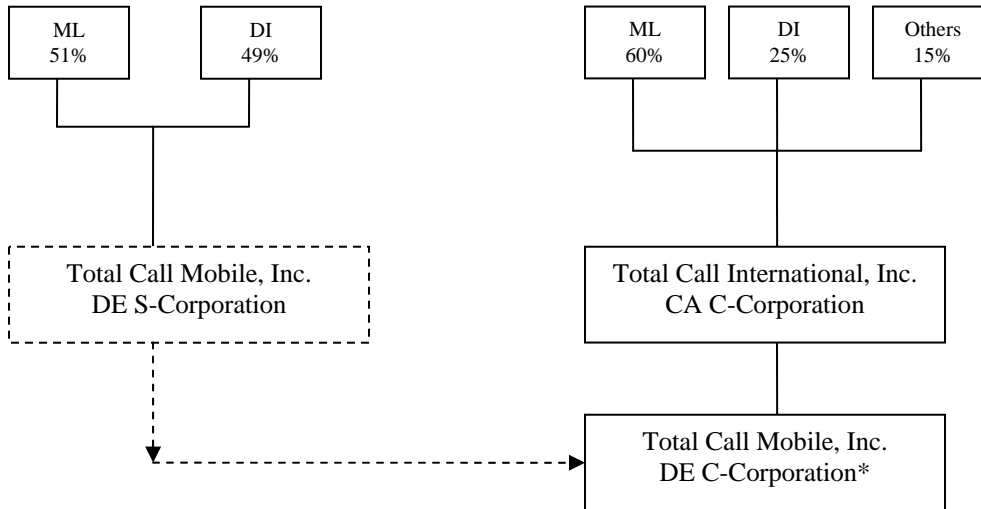 ML
51%
DI
49%
ML
60%
DI
25%
Others
15%
Total Call Mobile, Inc.
DE S-Corporation
Total Call International, Inc.
CA C-Corporation
Total Call Mobile, Inc.
DE C-Corporation*